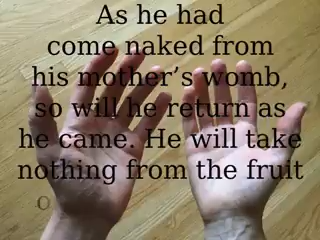 As he had
come naked from
his mother’s womb,
so will he return as
he came. He will take
nothing from the fruit